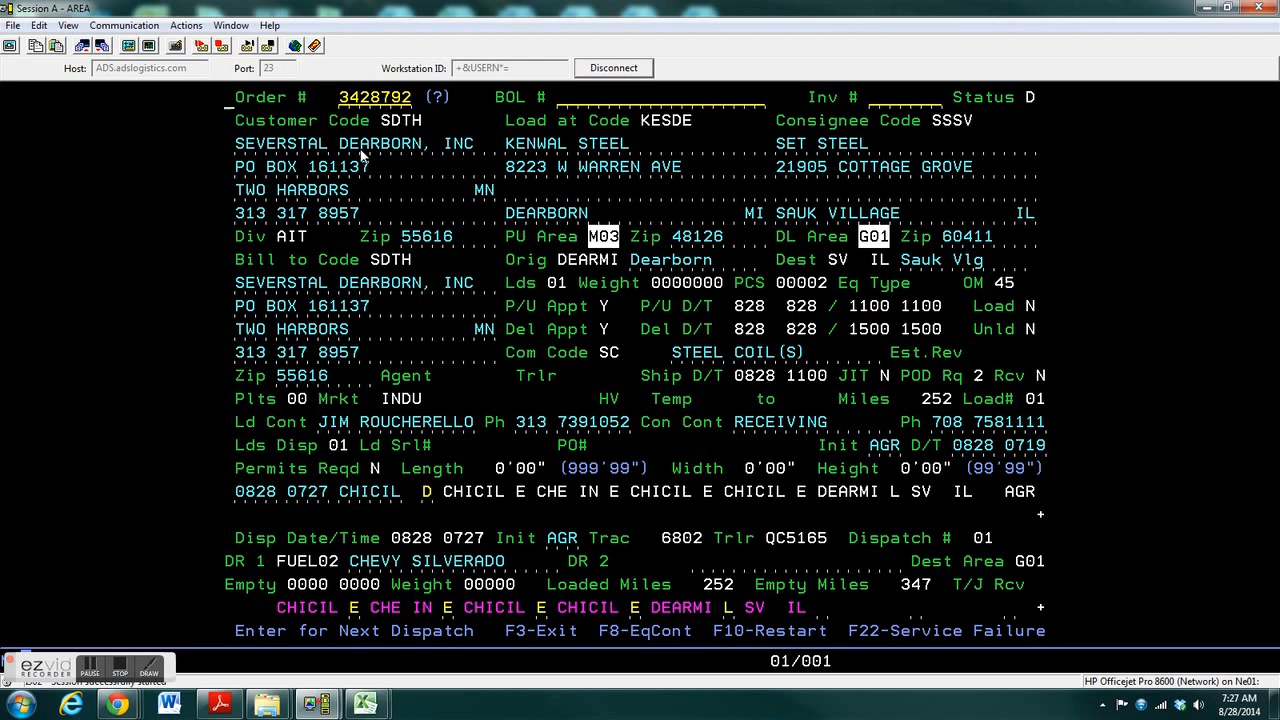 Session A - AREA
File Edit View Communication Actions Window Help
Host: ADS.adslogistics.com Port: 23 Workstation ID: +&USERN*= Disconnect
Order # 3428792 (?) BOL # Inv # Status D
Customer Code SDTH Load at Code KESDE Consignee Code SSSV
SEVERSTAL DEARBORN, INC KENWAL STEEL SET STEEL
PO BOX 161137 8223 W WARREN AVE 21905 COTTAGE GROVE
TWO HARBORS MN
313 317 8957 DEARBORN MI SAUK VILLAGE IL
Div AIT Zip 55616 PU Area M03 Zip 48126 DL Area G01 Zip 60411
Bill to Code SDTH Orig DEARMI Dearborn Dest SV IL Sauk Vlg
SEVERSTAL DEARBORN, INC Lds 01 Weight 0000000 PCS 00002 Eq Type OM 45
PO BOX 161137 P/U Appt Y P/U D/T 828 828 / 1100 1100 Load N
TWO HARBORS MN Del Appt Y Del D/T 828 828 / 1500 1500 Unld N
313 317 8957 Com Code SC STEEL COIL(S) Est.Rev
Zip 55616 Agent Trlr Ship D/T 0828 1100 JIT N POD Rq 2 Rcv N
Plts 00 Mrkt INDU HV Temp to Miles 252 Load# 01
Ld Cont JIM ROUCHERELLO Ph 313 7391052 Con Cont RECEIVING Ph 708 7581111
Lds Disp 01 Ld Srl# PO# Init AGR D/T 0828 0719
Permits Reqd N Length 0'00" (999'99") Width 0'00" Height 0'00" (99'99")
0828 0727 CHICIL D CHICIL E CHE IN E CHICIL E CHICIL E DEARMI L SV IL AGR
+
Disp Date/Time 0828 0727 Init AGR Trac 6802 Trlr QC5165 Dispatch # 01
DR 1 FUEL02 CHEVY SILVERADO DR 2 Dest Area G01
Empty 0000 0000 Weight 00000 Loaded Miles 252 Empty Miles 347 T/J Rcv
CHICIL E CHE IN E CHICIL E CHICIL E DEARMI L SV IL +
Enter for Next Dispatch F3-Exit F8-EqCont F10-Restart F22-Service Failure
01/001
ezvid RECORDER PAUSE STOP DRAW
HP Officejet Pro 8600 (Network) on Ne01:
7:27 AM
8/28/2014